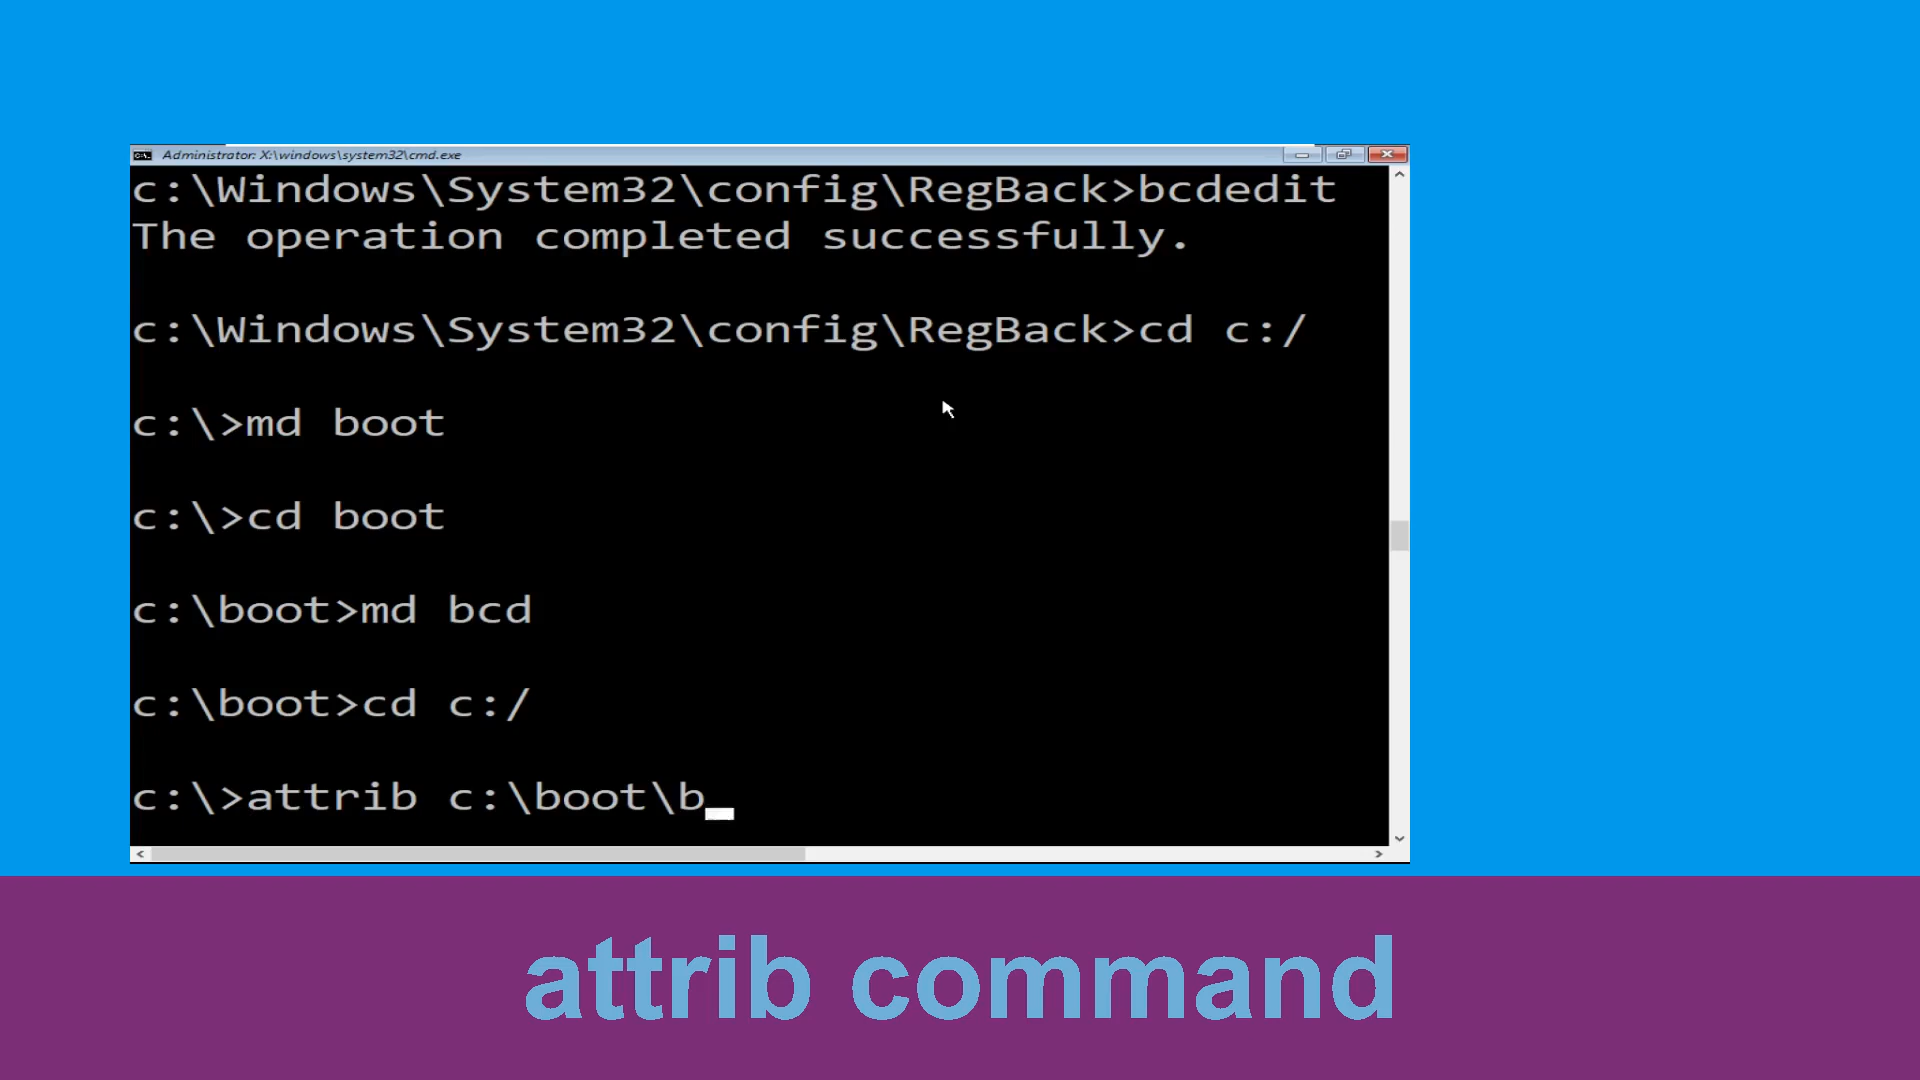 Administrator: X:\windows\system32\cmd.exe
c:\Windows\System32\config\RegBack>bcdedit
The operation completed successfully.
c:\Windows\System32\config\RegBack>cd c:/
c:\>md boot
c:\>cd boot
c:\boot>md bcd
c:\boot>cd c:/
c:\>attrib c:\boot\b_
attrib command